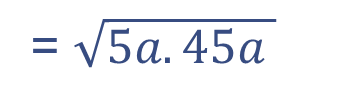 = √5a. 45a